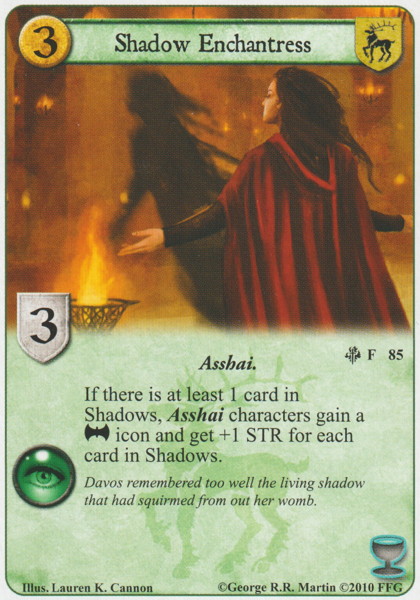 3
Shadow Enchantress
3
F 85
Asshai.
If there is at least 1 card in
Shadows, Asshai characters gain a
icon and get +1 STR for each
card in Shadows.
Davos remembered too well the living shadow
that had squirmed from out her womb.
Illus. Lauren K. Cannon
©George R.R. Martin ©2010 FFG